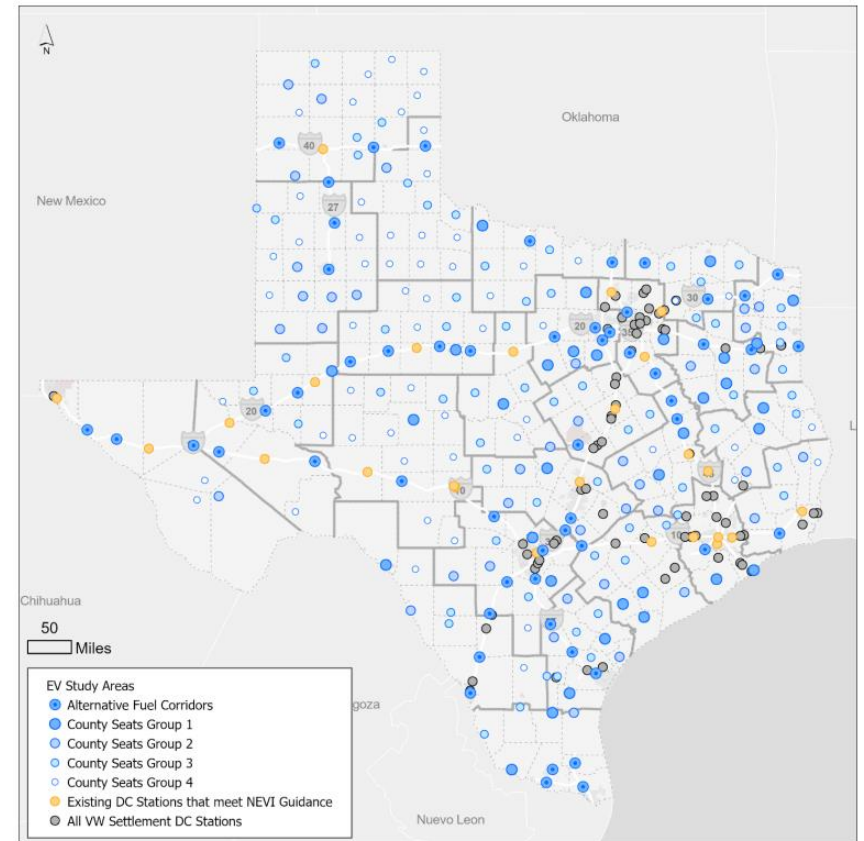 N
Oklahoma
40
New Mexico
27
30
20
35
20
L
10
10
Chihuahua
50
Miles
EV Study Areas
Alternative Fuel Corridors
goza
County Seats Group 1
County Seats Group 2
County Seats Group 3
County Seats Group 4
Existing DC Stations that meet NEVI Guidance
All VW Settlement DC Stations
Nuevo Leon